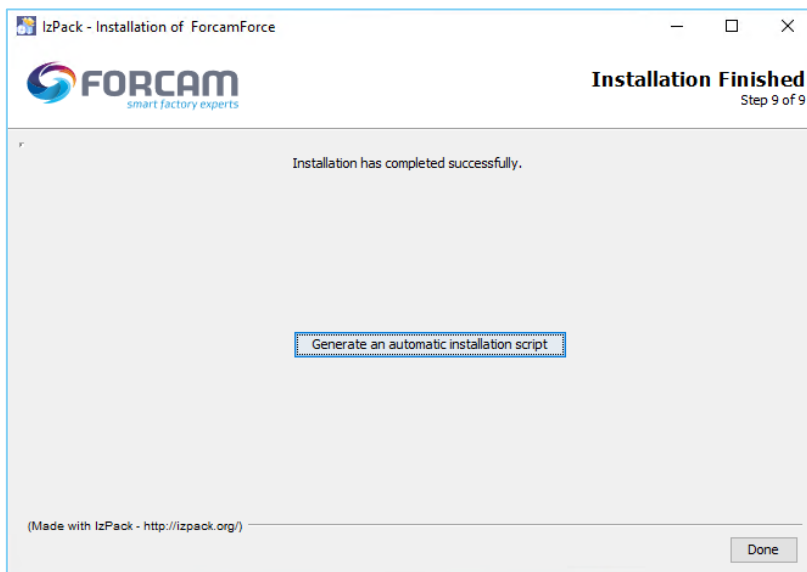 IzPack - Installation of ForcamForce
FORCAM
smart factory experts
Installation Finished
Step 9 of 9
Installation has completed successfully.
Generate an automatic installation script
(Made with IzPack - http://izpack.org/)
Done